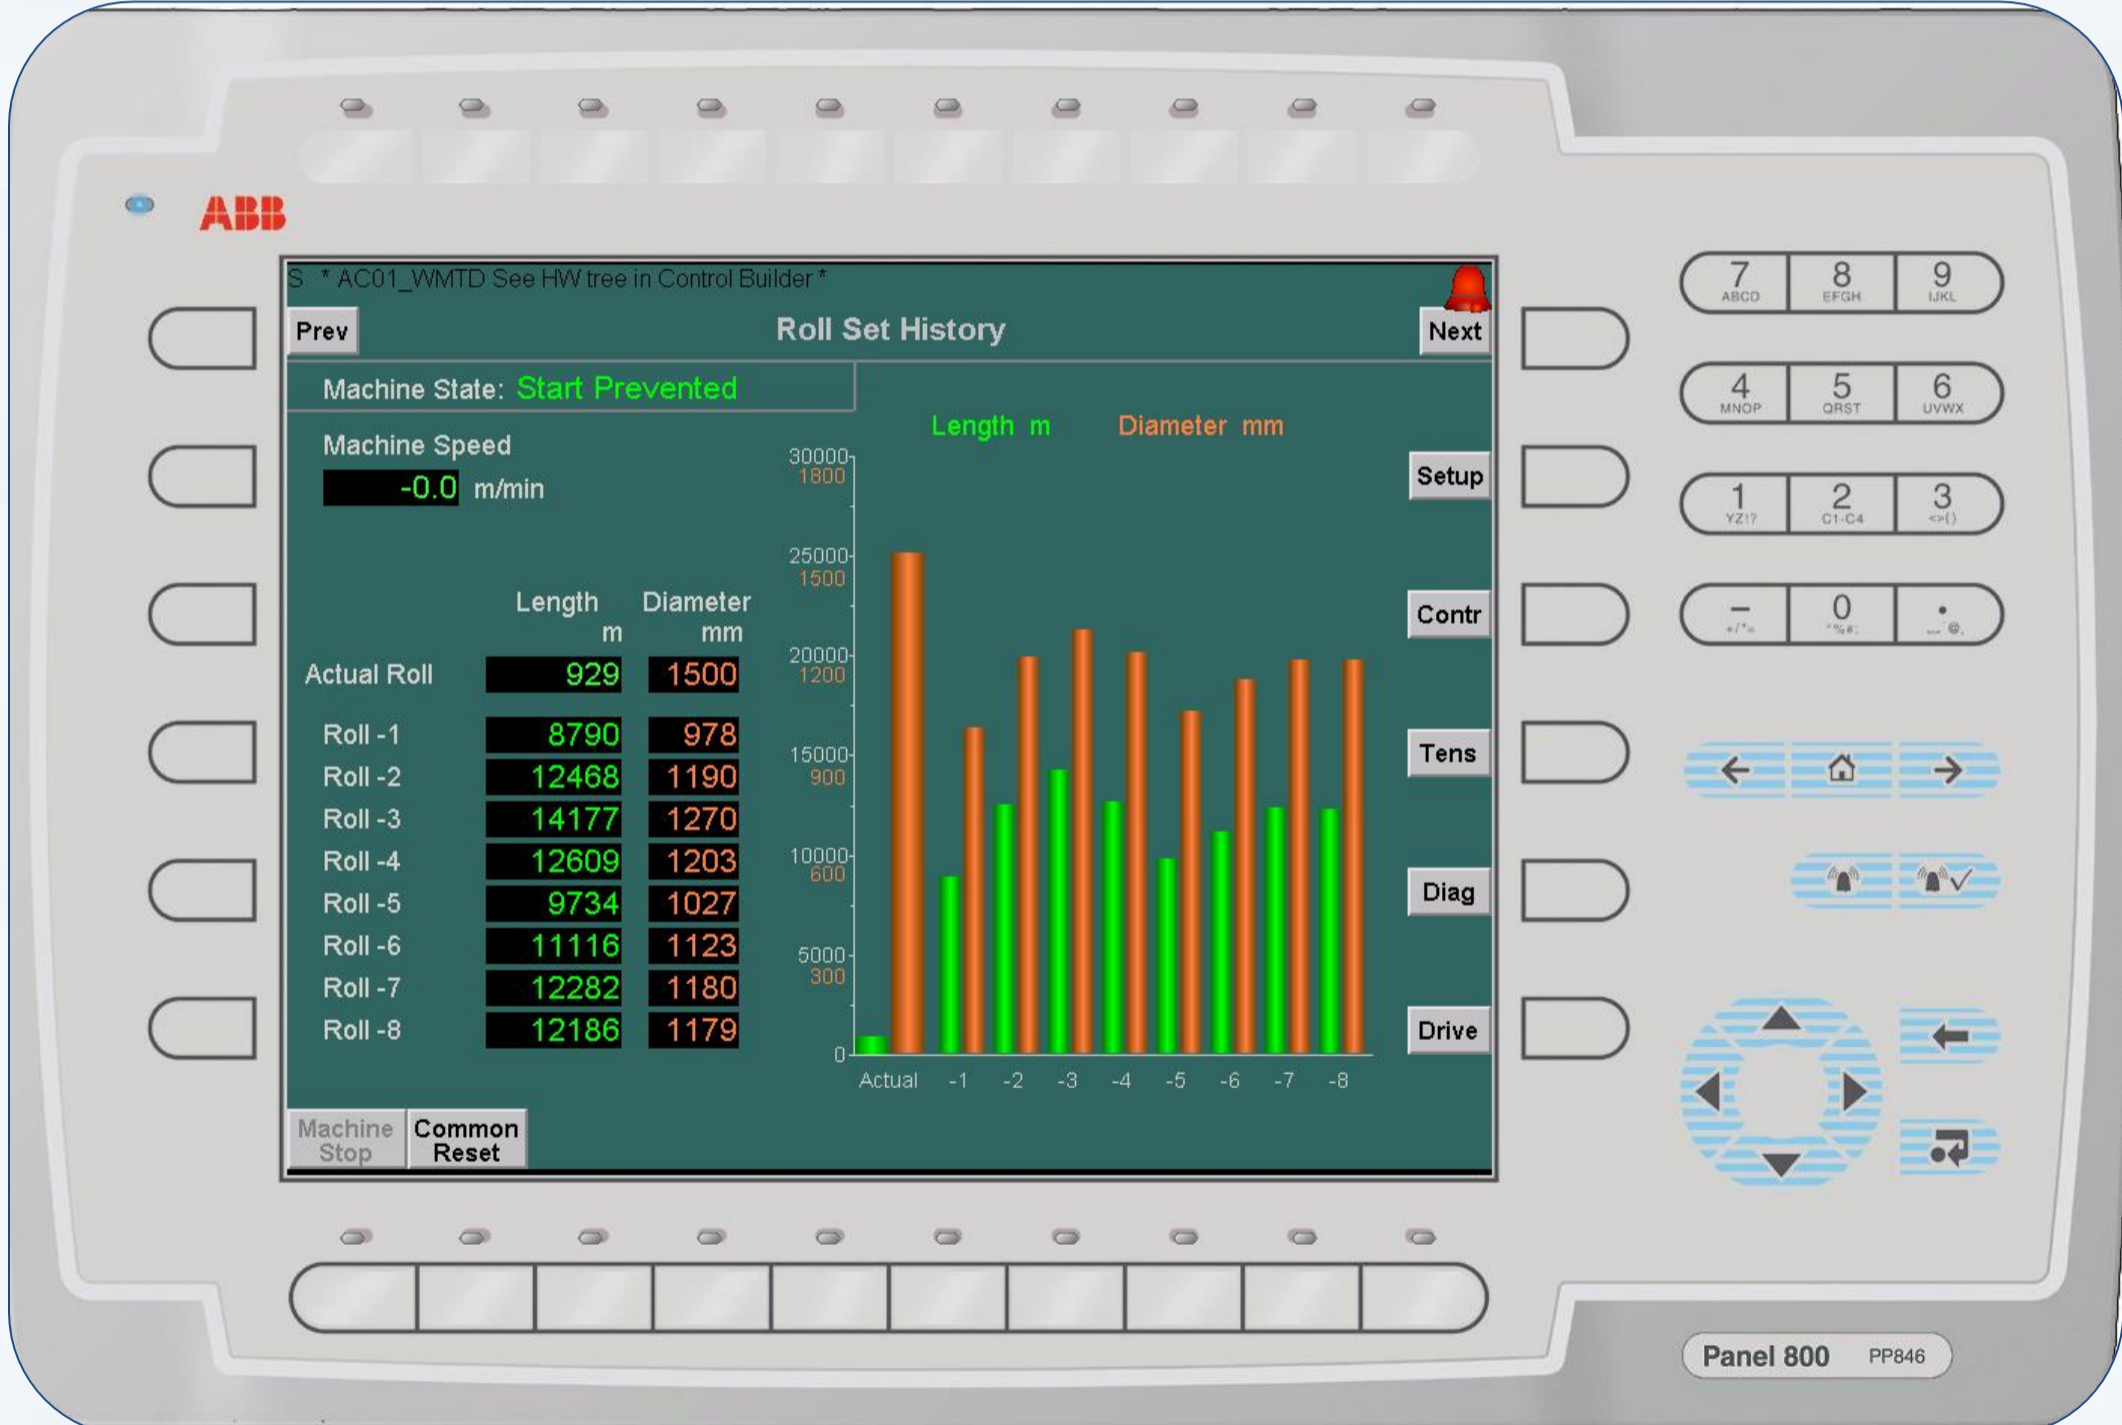 ABB
S * AC01_WMTD See HW tree in Control Builder *
Prev
Roll Set History
Next
Machine State: Start Prevented
Machine Speed
-0.0 m/min
Length Diameter
m mm
Actual Roll 929 1500
Roll -1 8790 978
Roll -2 12468 1190
Roll -3 14177 1270
Roll -4 12609 1203
Roll -5 9734 1027
Roll -6 11116 1123
Roll -7 12282 1180
Roll -8 12186 1179
Length m Diameter mm
30000
1800
25000
1500
20000
1200
15000
900
10000
600
5000
300
0
Actual -1 -2 -3 -4 -5 -6 -7 -8
Setup
Contr
Tens
Diag
Drive
Machine
Stop
Common
Reset
7 8 9
ABCD EFGH IJKL
4 5 6
MNOP QRST UVWX
1 2 3
YZ!? C1-C4 <>()
– 0 .
Panel 800 PP846